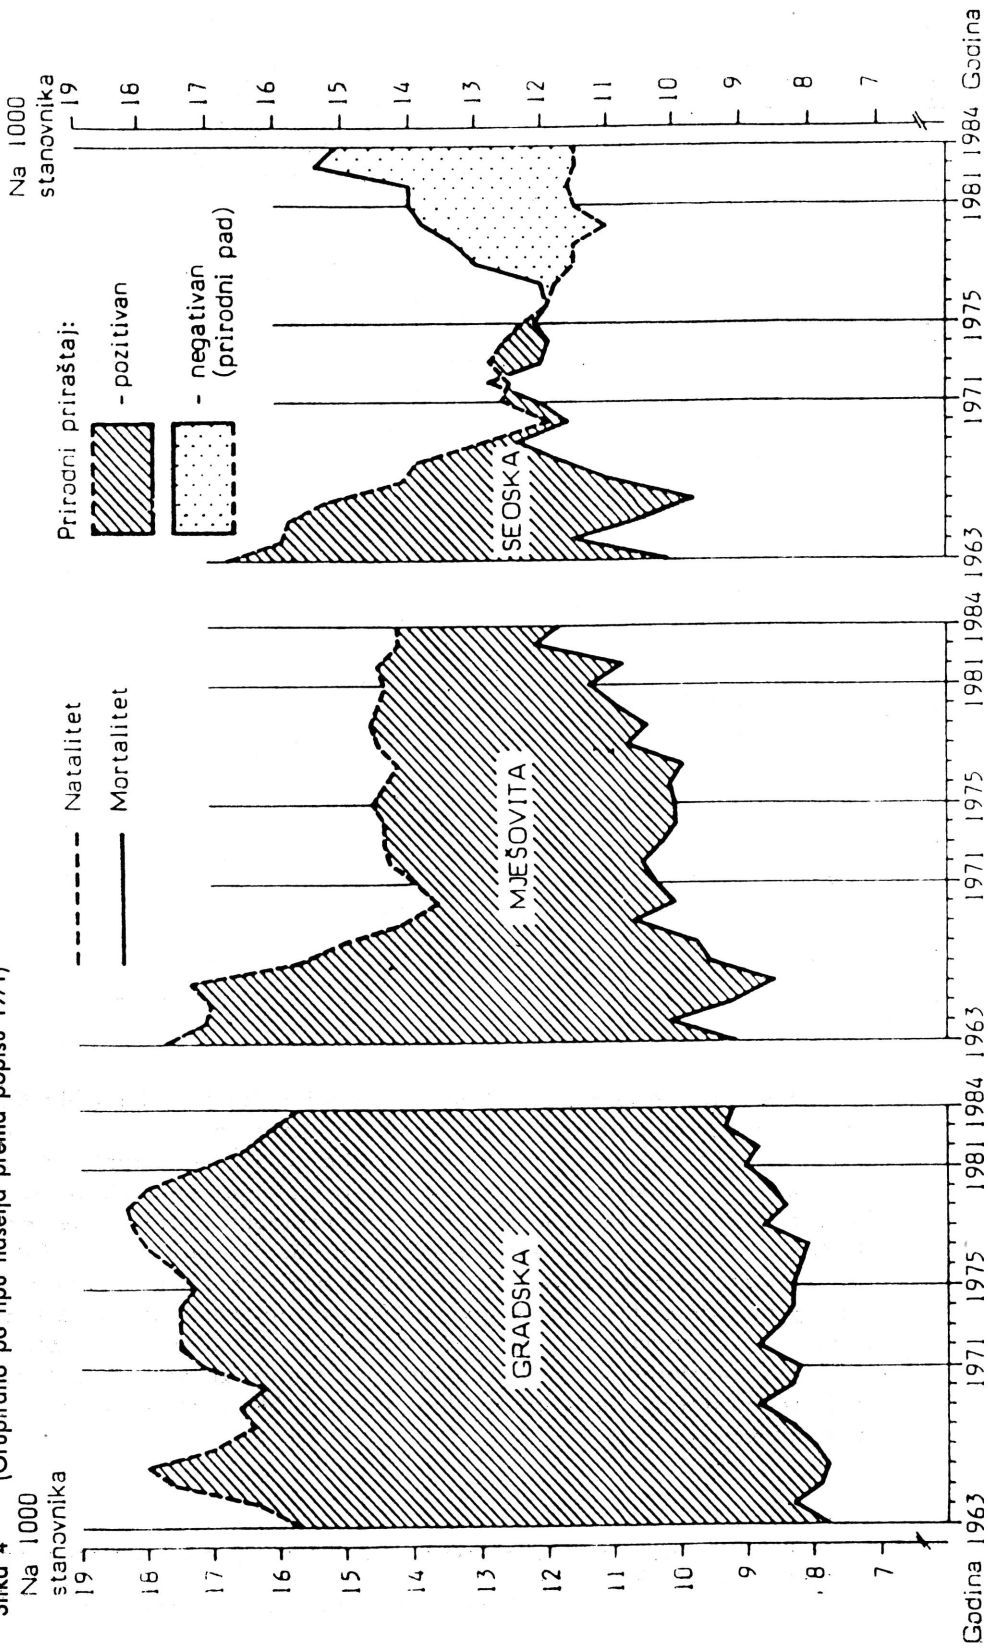 Slika 4 (Grupirano po tipu naselja prema popisu 1971)
Na 1000
stanovnika
19
18
17
16
15
14
13
12
11
10
9
8
7
Godina
GRADSKA
1963 1971 1975 1981 1984
----- Natalitet
Mortalitet
MJEŠOVITA
1963 1971 1975 1981 1984
Prirodni priraštaj:
- pozitivan
- negativan
(prirodni pad)
SEOSKA
1963 1971 1975 1981 1984
Na 1000
stanovnika
19
18
17
16
15
14
13
12
11
10
9
8
7
Godina